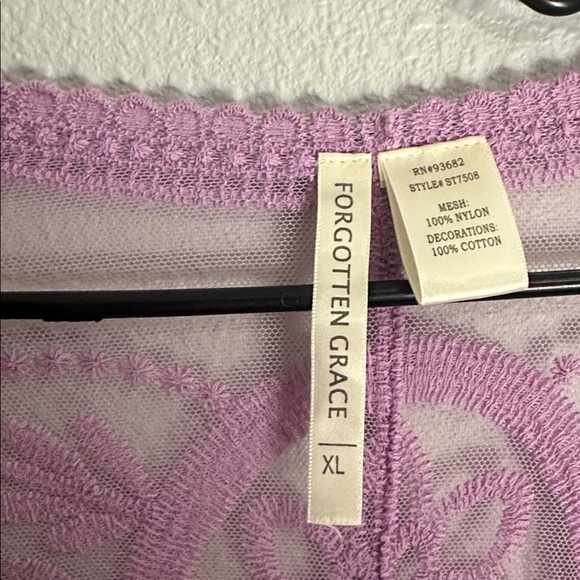 FORGOTTEN GRACE | XL
RN#93682
STYLE# ST7508
MESH:
100% NYLON
DECORATIONS:
100% COTTON